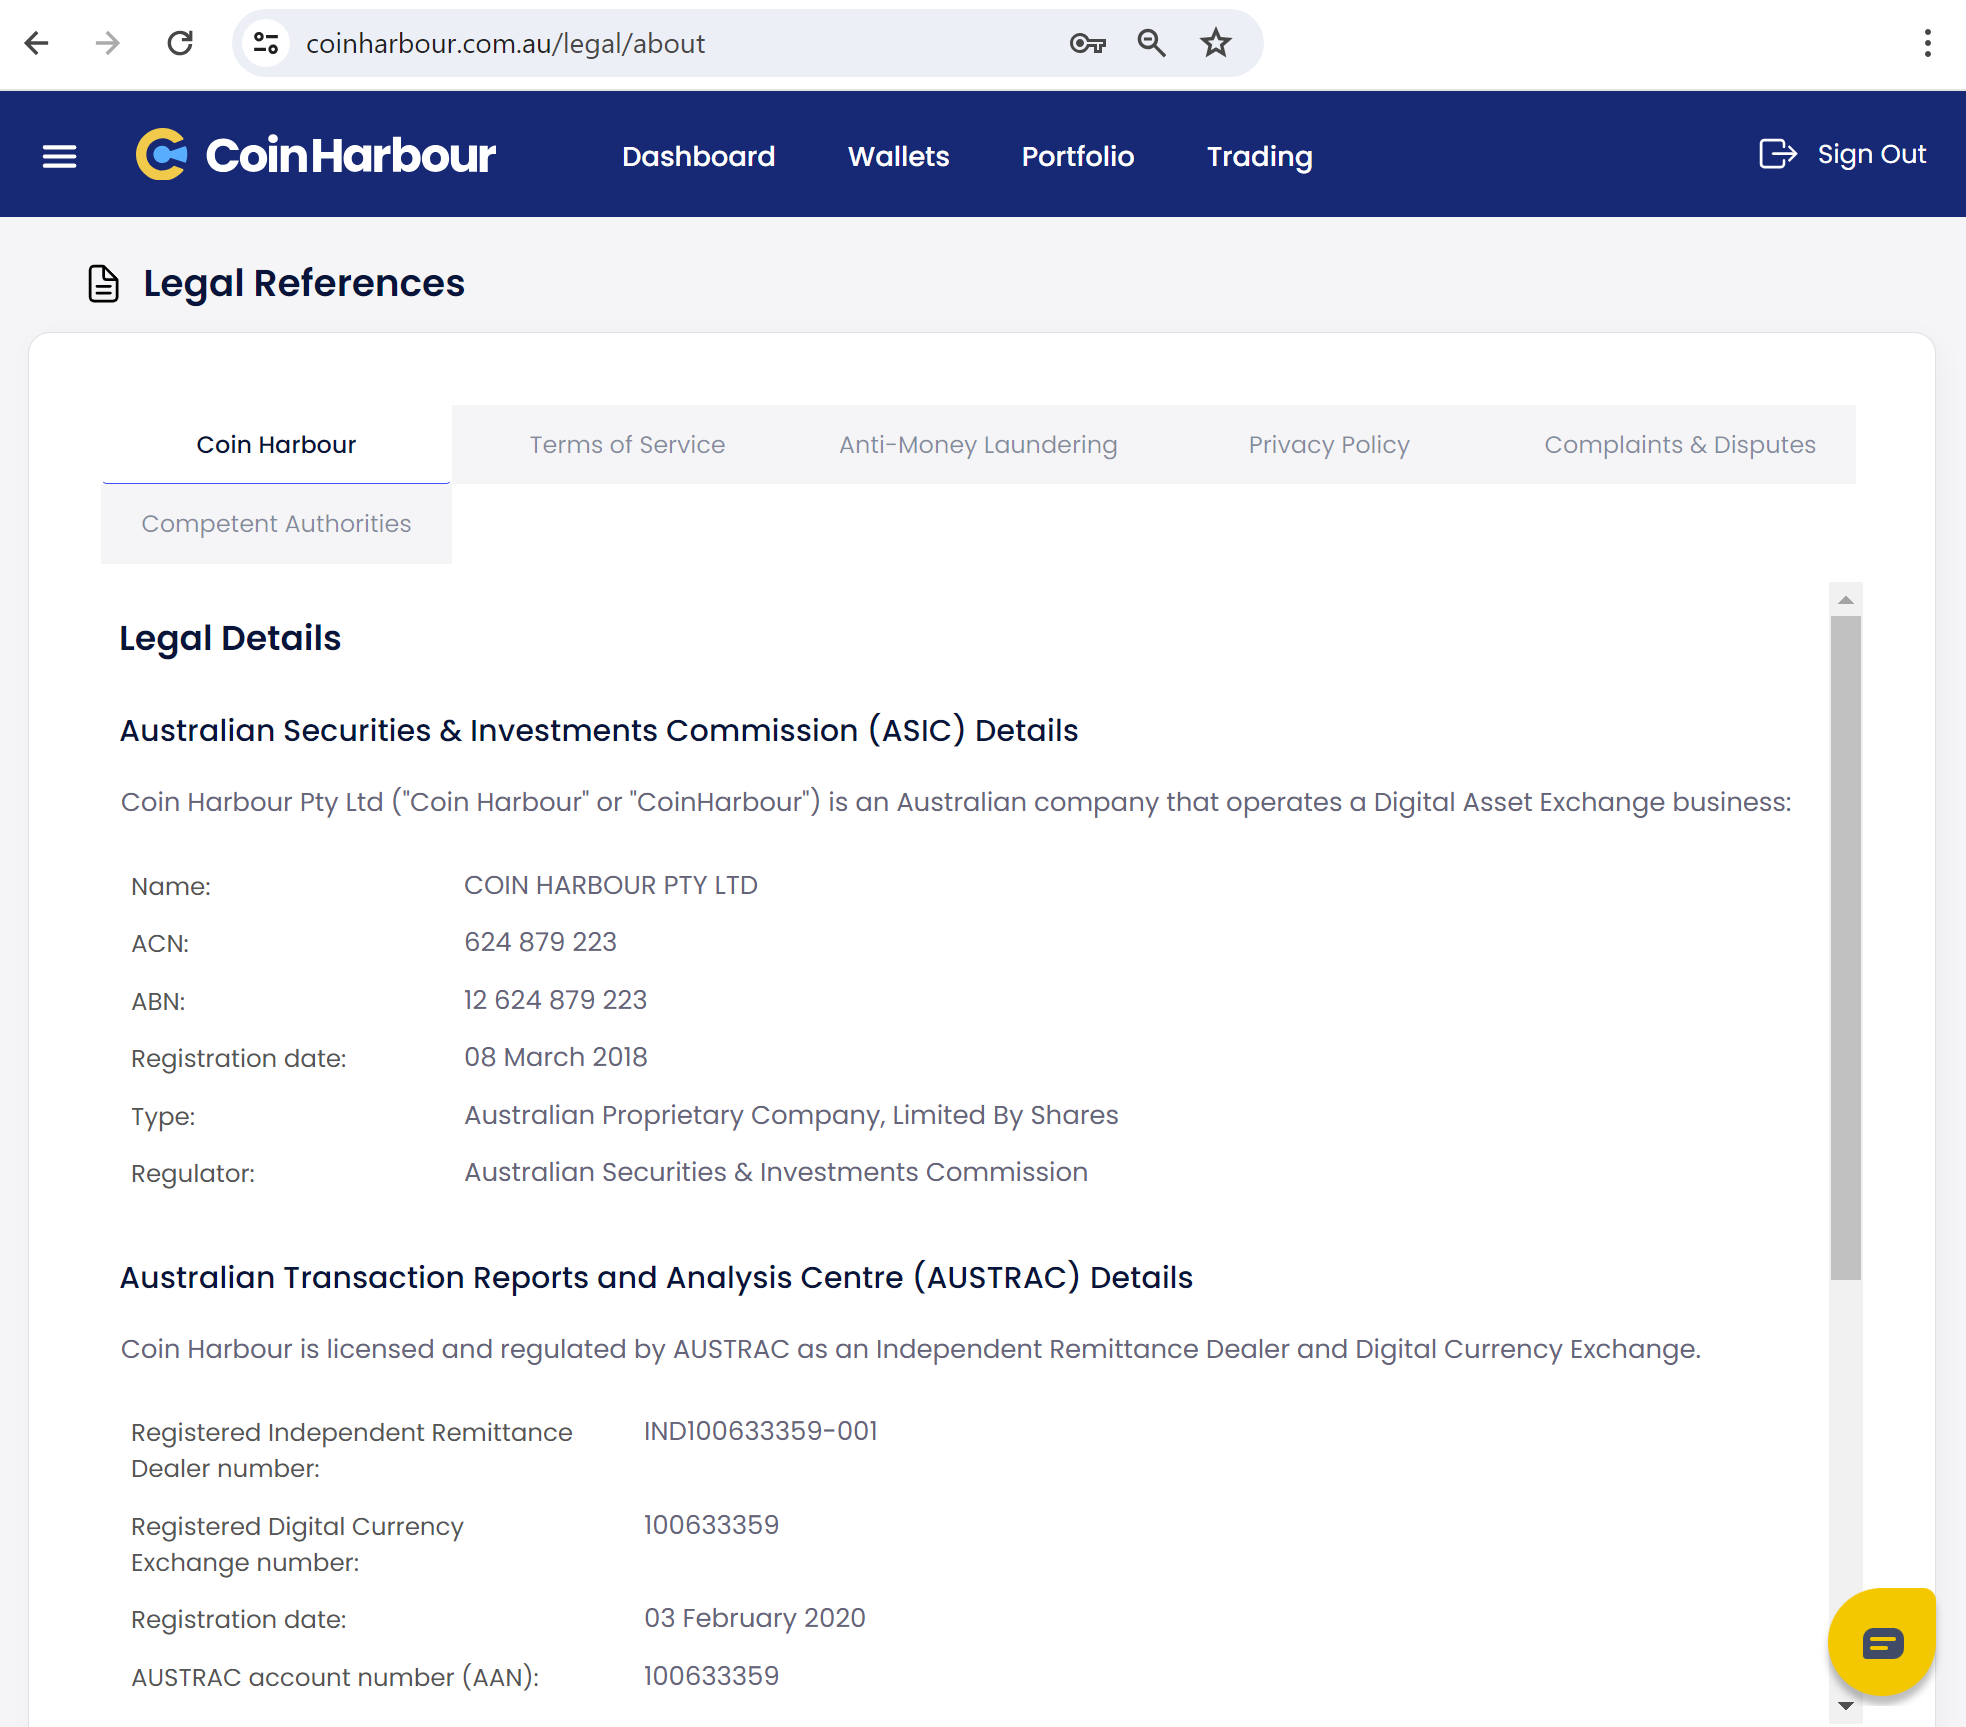 coinharbour.com.au/legal/about
CoinHarbour Dashboard Wallets Portfolio Trading Sign Out
Legal References
Coin Harbour Terms of Service Anti-Money Laundering Privacy Policy Complaints & Disputes
Competent Authorities
Legal Details
Australian Securities & Investments Commission (ASIC) Details
Coin Harbour Pty Ltd ("Coin Harbour" or "CoinHarbour") is an Australian company that operates a Digital Asset Exchange business:
Name: COIN HARBOUR PTY LTD
ACN: 624 879 223
ABN: 12 624 879 223
Registration date: 08 March 2018
Type: Australian Proprietary Company, Limited By Shares
Regulator: Australian Securities & Investments Commission
Australian Transaction Reports and Analysis Centre (AUSTRAC) Details
Coin Harbour is licensed and regulated by AUSTRAC as an Independent Remittance Dealer and Digital Currency Exchange.
Registered Independent Remittance IND100633359-001
Dealer number:
Registered Digital Currency 100633359
Exchange number:
Registration date: 03 February 2020
AUSTRAC account number (AAN): 100633359